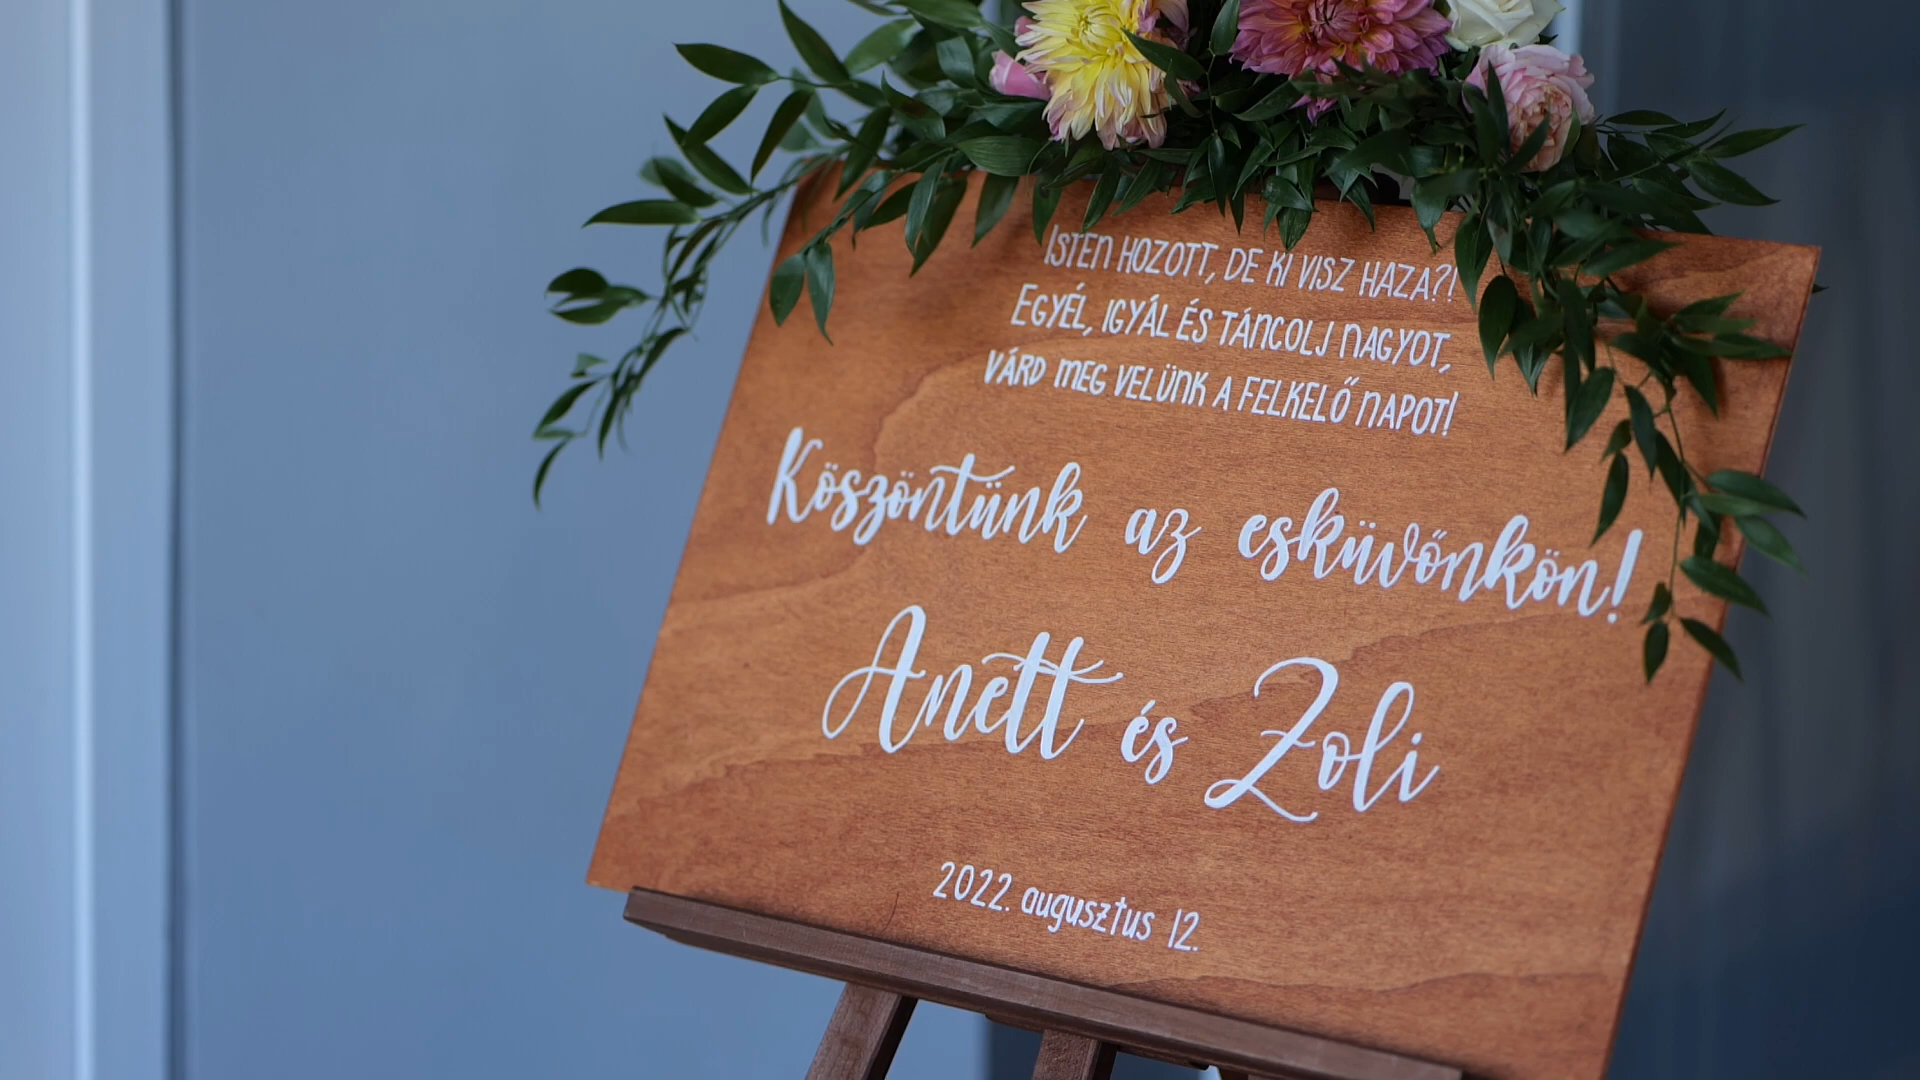 Isten hozott, de ki visz haza?!
Egyél, igyál és táncolj nagyot,
várd meg velünk a felkelő napot!
Köszöntünk az esküvőnkön!
Anett és Zoli
2022. augusztus 12.